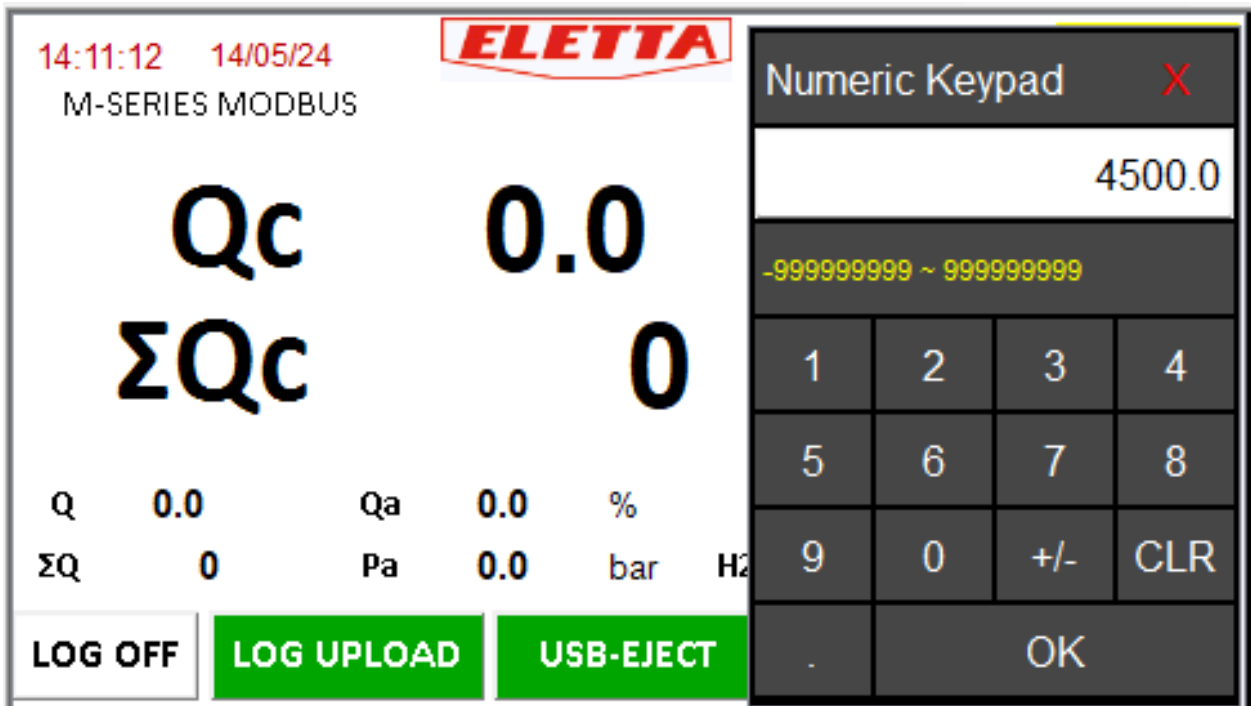 14:11:12 14/05/24
ELETTA
M-SERIES MODBUS
Qc 0.0
ΣQc 0
Q 0.0 Qa 0.0 %
ΣQ 0 Pa 0.0 bar
LOG OFF LOG UPLOAD USB-EJECT
Numeric Keypad X
4500.0
-999999999 ~ 999999999
1 2 3 4
5 6 7 8
9 0 +/- CLR
. OK